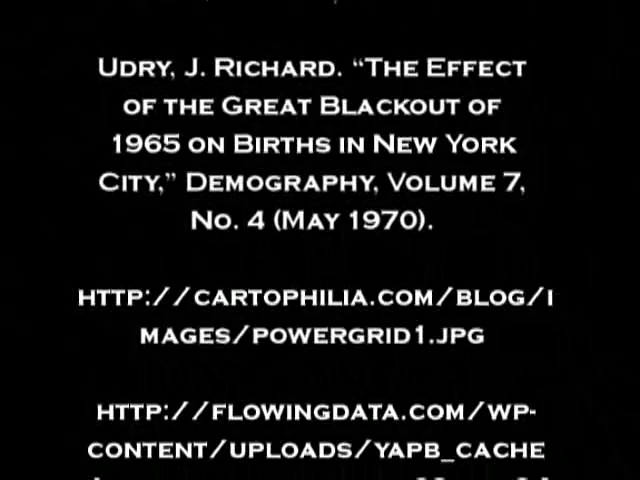 Udry, J. Richard. “The Effect
of the Great Blackout of
1965 on Births in New York
City,” Demography, Volume 7,
No. 4 (May 1970).
http://cartophilia.com/blog/i
mages/powergrid1.jpg
http://flowingdata.com/wp-
content/uploads/yapb_cache